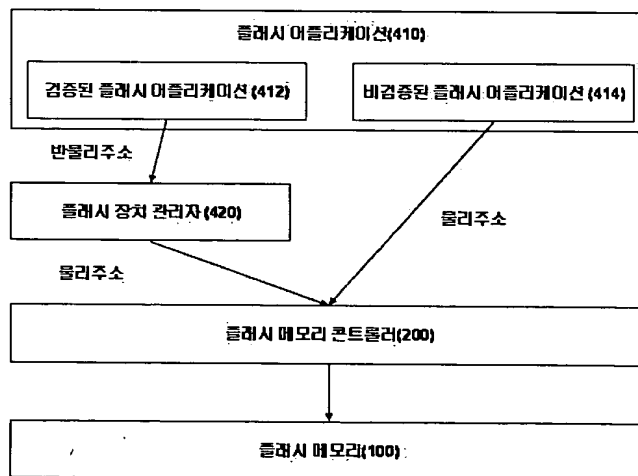 플래시 어플리케이션(410)
검증된 플래시 어플리케이션(412)
비검증된 플래시 어플리케이션(414)
반물리주소
플래시 장치 관리자(420)
물리주소
물리주소
플래시 메모리 콘트롤러(200)
플래시 메모리(100)